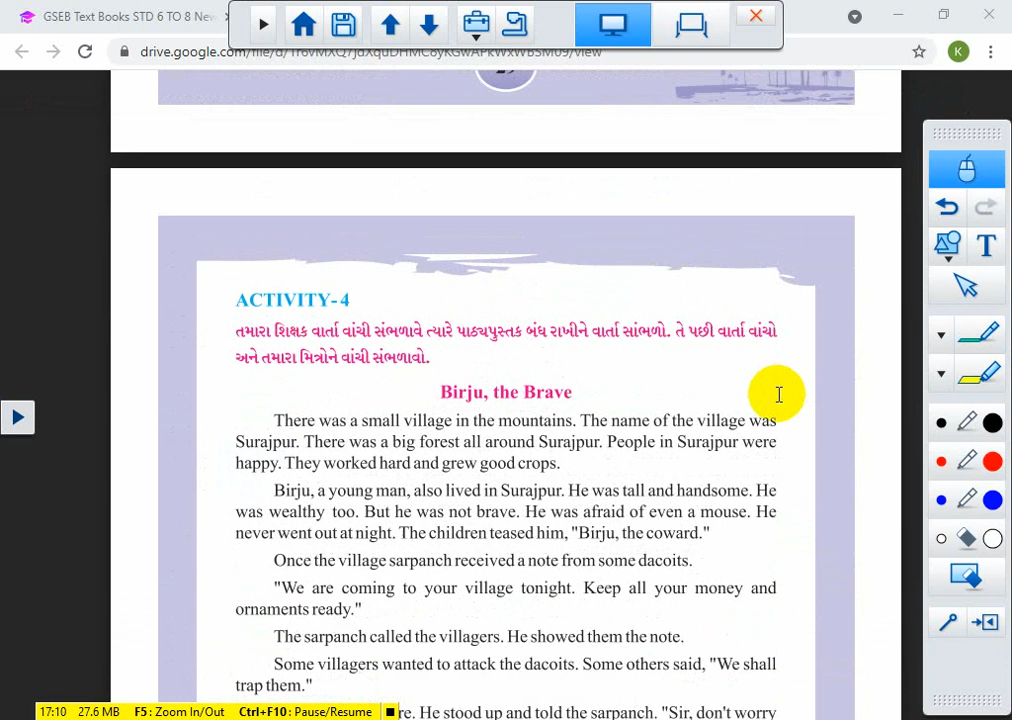 GSEB Text Books STD 6 TO 8 New
drive.google.com/file/d/
K
ACTIVITY-4
તમારા શિક્ષક વાર્તા વાંચી સંભળાવે ત્યારે પાઠ્યપુસ્તક બંધ રાખીને વાર્તા સાંભળો. તે પછી વાર્તા વાંચો
અને તમારા મિત્રોને વાંચી સંભળાવો.
Birju, the Brave
There was a small village in the mountains. The name of the village was
Surajpur. There was a big forest all around Surajpur. People in Surajpur were
happy. They worked hard and grew good crops.
Birju, a young man, also lived in Surajpur. He was tall and handsome. He
was wealthy too. But he was not brave. He was afraid of even a mouse. He
never went out at night. The children teased him, "Birju, the coward."
Once the village sarpanch received a note from some dacoits.
"We are coming to your village tonight. Keep all your money and
ornaments ready."
The sarpanch called the villagers. He showed them the note.
Some villagers wanted to attack the dacoits. Some others said, "We shall
trap them."
re. He stood up and told the sarpanch. "Sir, don't worry
T
17:10 27.6 MB F5: Zoom In/Out Ctrl+F10: Pause/Resume